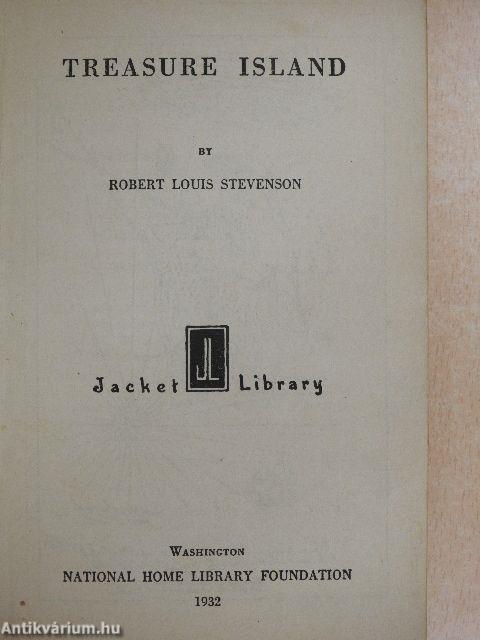 TREASURE ISLAND
BY
ROBERT LOUIS STEVENSON
Jacket JL Library
WASHINGTON
NATIONAL HOME LIBRARY FOUNDATION
1932
Antikvárium.hu